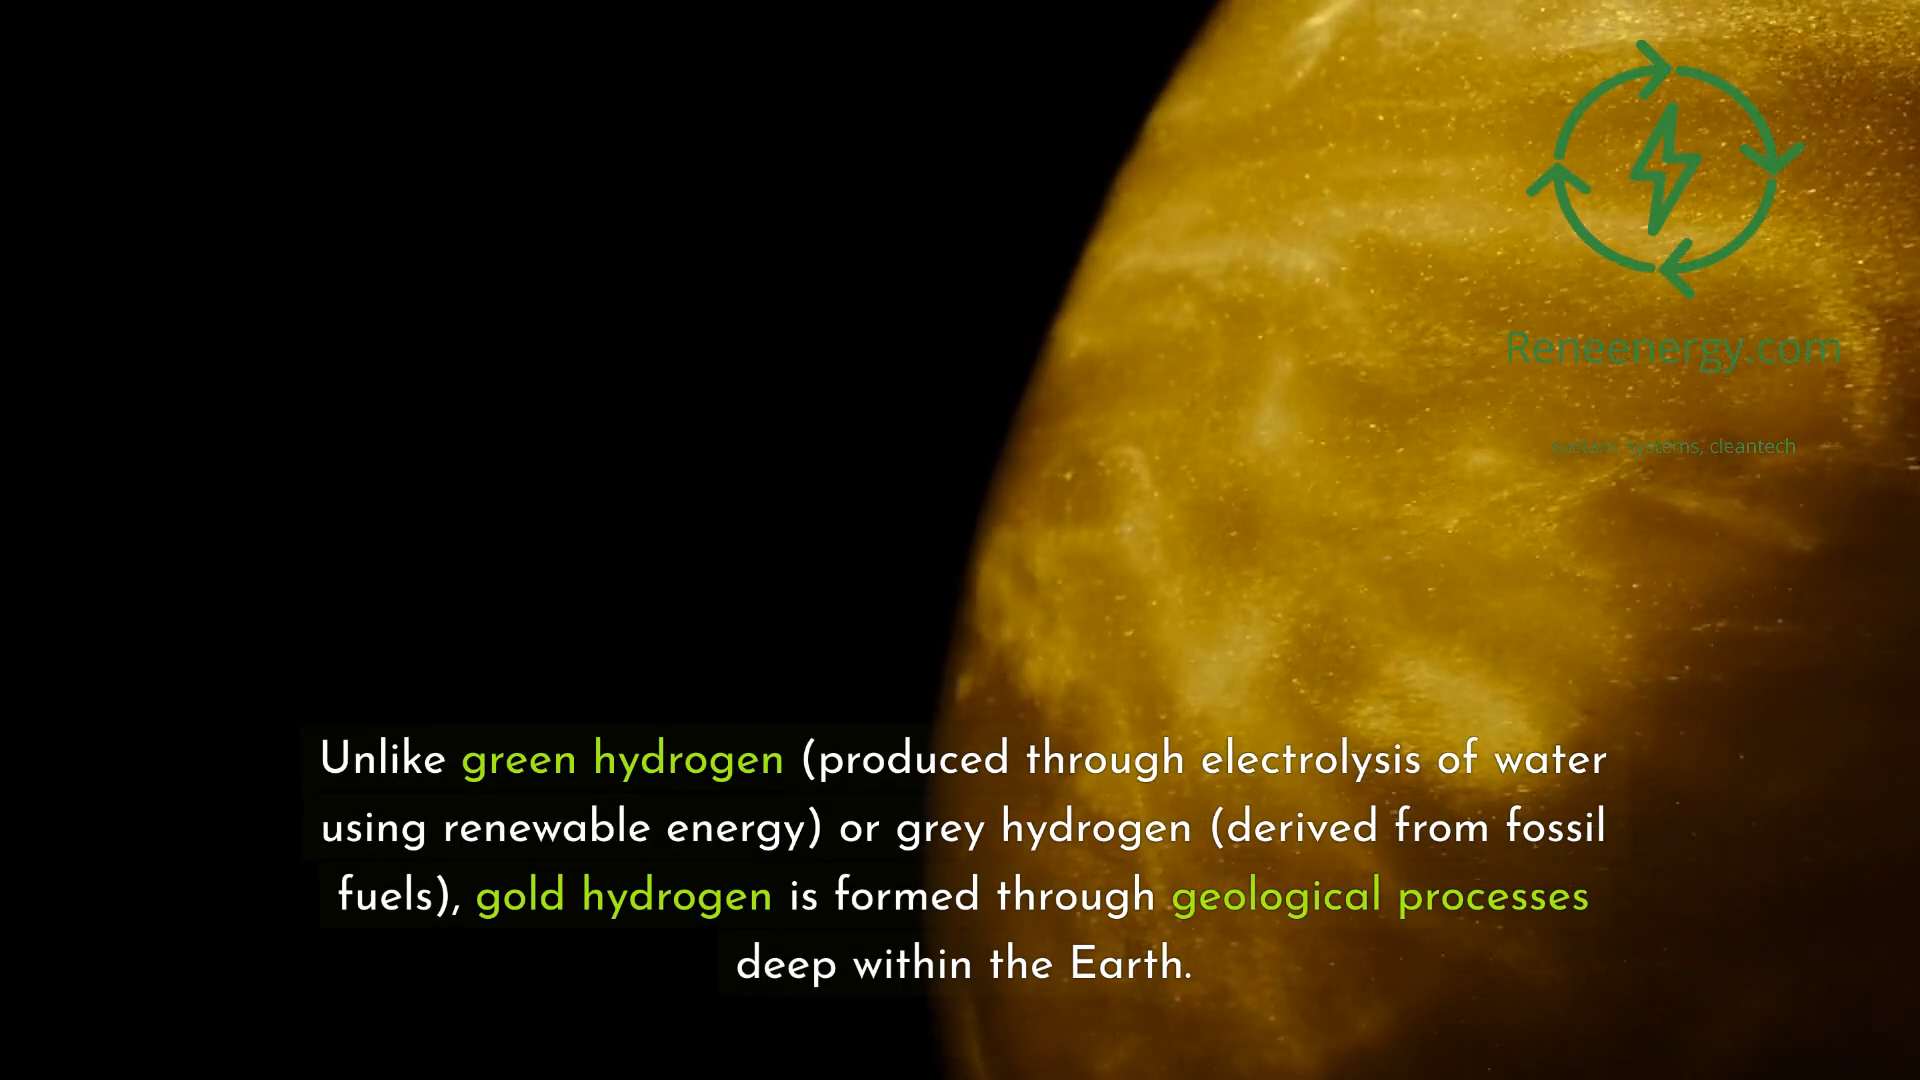 Reneenergy.com
systems, cleantech
Unlike green hydrogen (produced through electrolysis of water
using renewable energy) or grey hydrogen (derived from fossil
fuels), gold hydrogen is formed through geological processes
deep within the Earth.